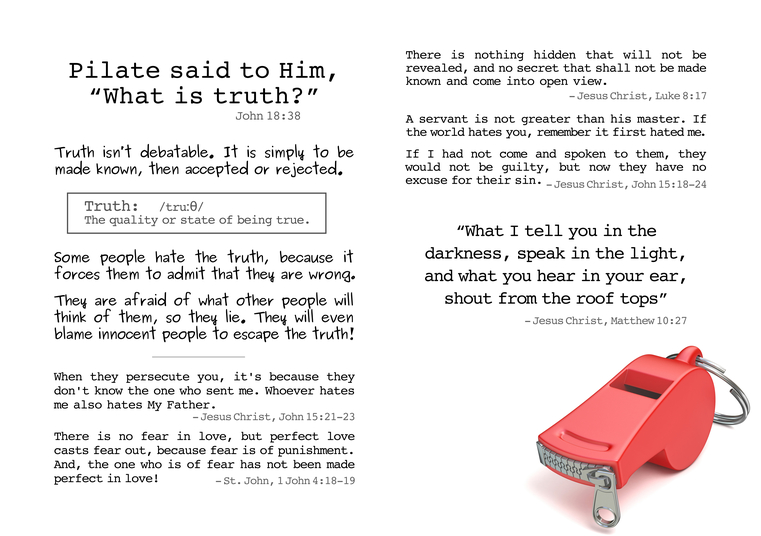 Pilate said to Him,
“What is truth?”
John 18:38
Truth isn't debatable. It is simply to be
made known, then accepted or rejected.
Truth: /tru:θ/
The quality or state of being true.
Some people hate the truth, because it
forces them to admit that they are wrong.
They are afraid of what other people will
think of them, so they lie. They will even
blame innocent people to escape the truth!
When they persecute you, it's because they
don't know the one who sent me. Whoever hates
me also hates My Father.
– Jesus Christ, John 15:21-23
There is no fear in love, but perfect love
casts fear out, because fear is of punishment.
And, the one who is of fear has not been made
perfect in love!
– St. John, 1 John 4:18-19
There is nothing hidden that will not be
revealed, and no secret that shall not be made
known and come into open view.
– Jesus Christ, Luke 8:17
A servant is not greater than his master. If
the world hates you, remember it first hated me.
If I had not come and spoken to them, they
would not be guilty, but now they have no
excuse for their sin. – Jesus Christ, John 15:18-24
“What I tell you in the
darkness, speak in the light,
and what you hear in your ear,
shout from the roof tops”
– Jesus Christ, Matthew 10:27